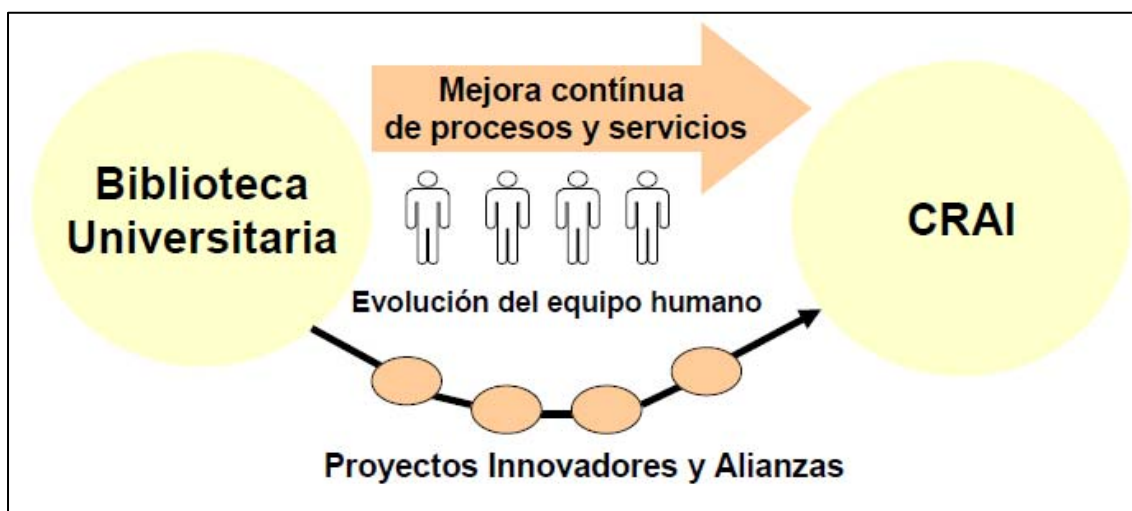 Mejora contínua
de procesos y servicios
Biblioteca
Universitaria
CRAI
Evolución del equipo humano
Proyectos Innovadores y Alianzas